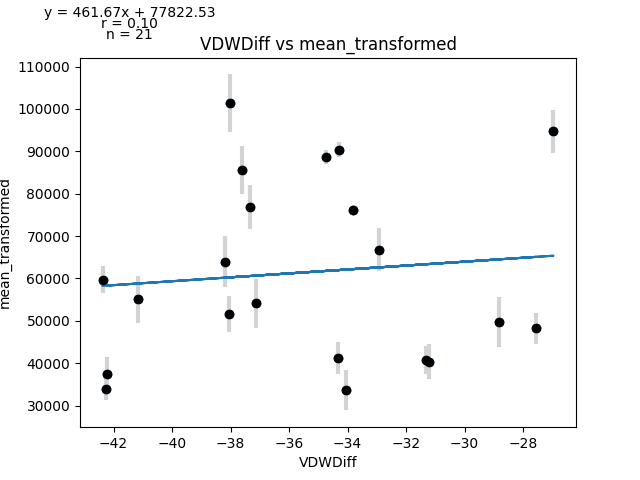 y = 461.67x + 77822.53
r = 0.10
n = 21
VDWDiff vs mean_transformed
110000
100000
90000
80000
70000
60000
50000
40000
30000
mean_transformed
−42
−40
−38
−36
−34
−32
−30
−28
VDWDiff